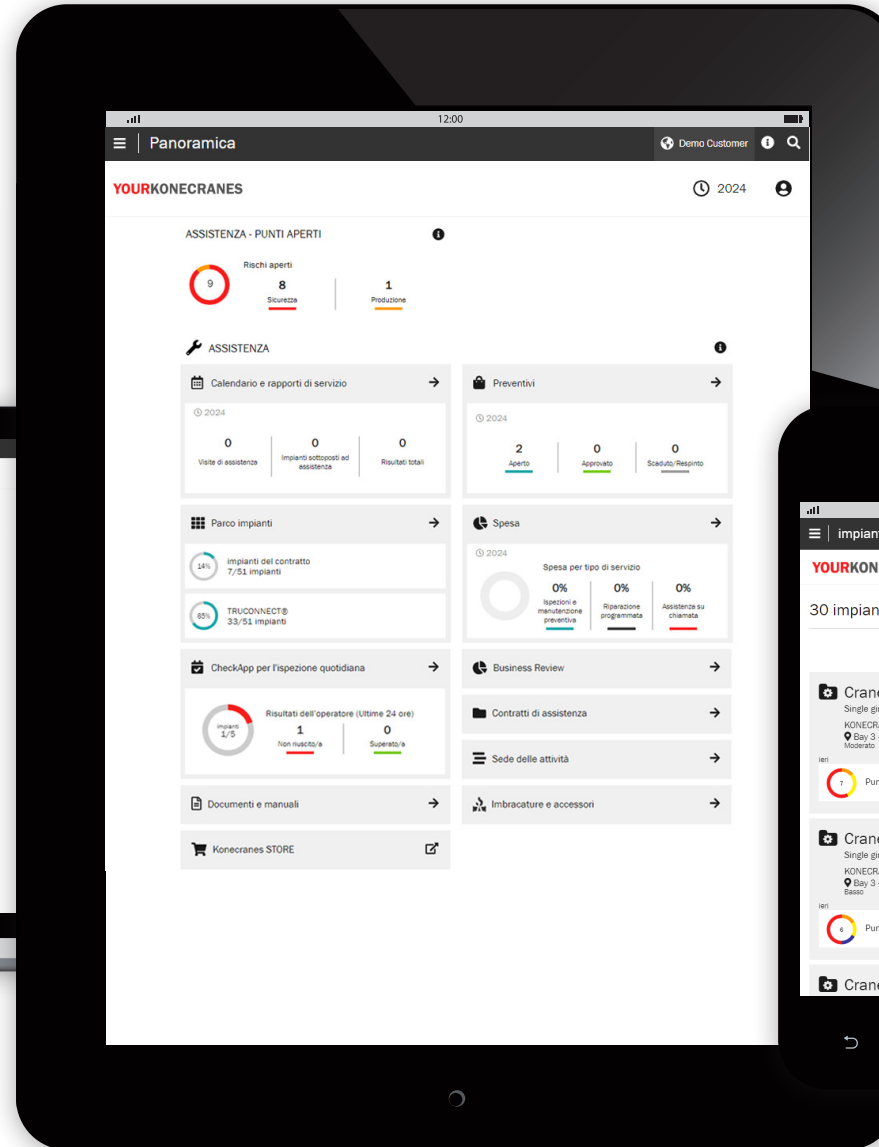 12:00
Panoramica
Demo Customer
YOURKONECRANES
2024
ASSISTENZA - PUNTI APERTI
Rischi aperti
9
8
1
Sicurezza
Produzione
ASSISTENZA
Calendario e rapporti di servizio
2024
0
0
0
Visite di assistenza
Impianti sottoposti ad
assistenza
Risultati totali
Preventivi
2024
2
0
0
Aperto
Approvato
Scaduto/Respinto
Parco impianti
14%
impianti del contratto
7/51 impianti
65%
TRUCONNECT®
33/51 impianti
Spesa
2024
Spesa per tipo di servizio
0%
0%
0%
Ispezioni e
manutenzione
preventiva
Riparazione
programmata
Assistenza su
chiamata
CheckApp per l'ispezione quotidiana
impianti
1/5
Risultati dell'operatore (Ultime 24 ore)
1
0
Non riuscito/a
Superato/a
Business Review
Contratti di assistenza
Sede delle attività
Documenti e manuali
Imbracature e accessori
Konecranes STORE
impian
YOURKON
30 impian
Crane
Single gi
KONECRA
Bay 3
Moderato
ieri
7
Pun
Crane
Single gi
KONECRA
Bay 3
Basso
ieri
6
Pun
Crane